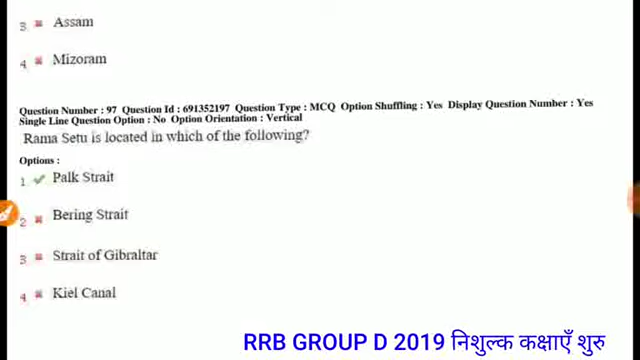 3 Assam
4 Mizoram
Question Number : 97 Question Id : 691352197 Question Type : MCQ Option Shuffling : Yes Display Question Number : Yes
Single Line Question Option : No Option Orientation : Vertical
Rama Setu is located in which of the following?
Options :
1 Palk Strait
2 Bering Strait
3 Strait of Gibraltar
4 Kiel Canal
RRB GROUP D 2019 निशुल्क कक्षाएँ शुरु